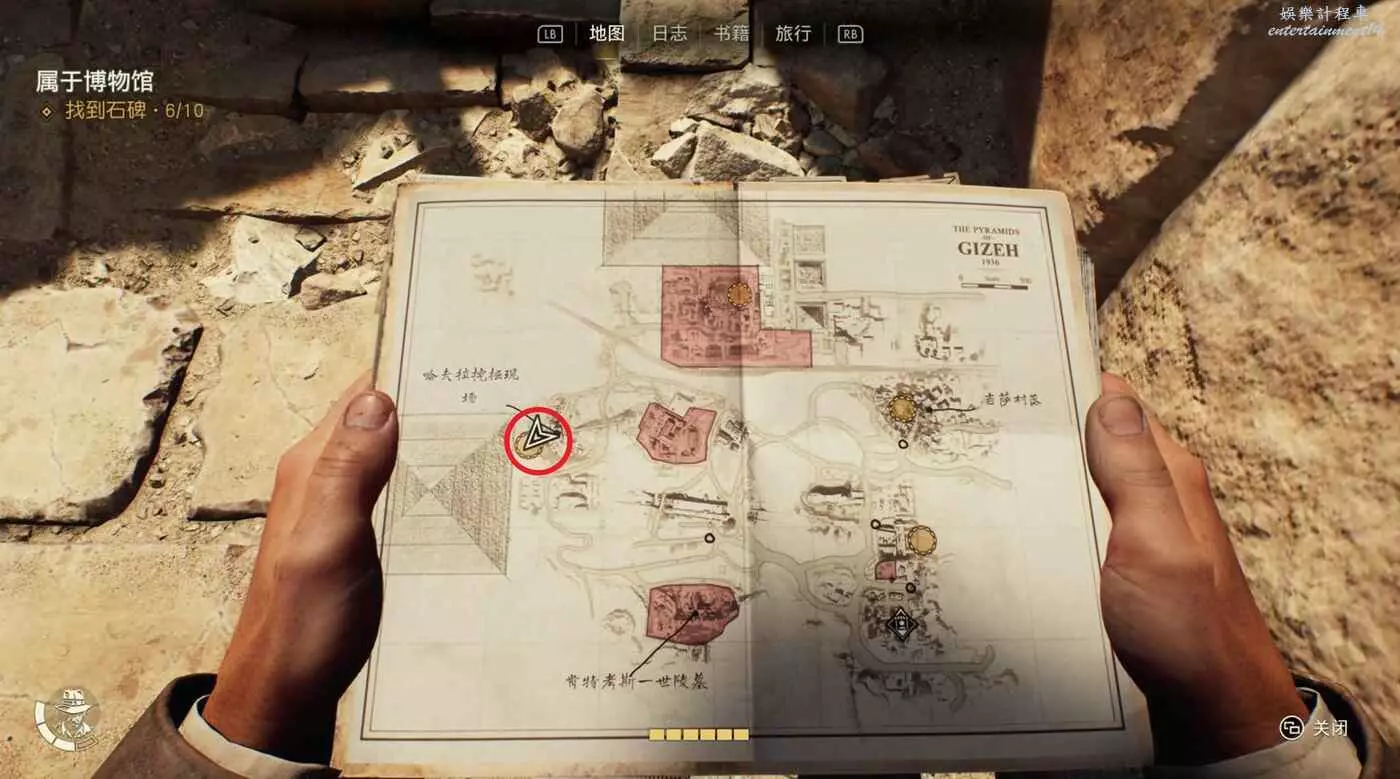 娛樂計程車
entertainment14
LB 地图 日志 书籍 旅行 RB
属于博物馆
找到石碑·6/10
THE PYRAMIDS
OF
GIZEH
1936
哈夫拉挖掘现
场
吉萨村落
肯特考斯一世陵墓
关闭